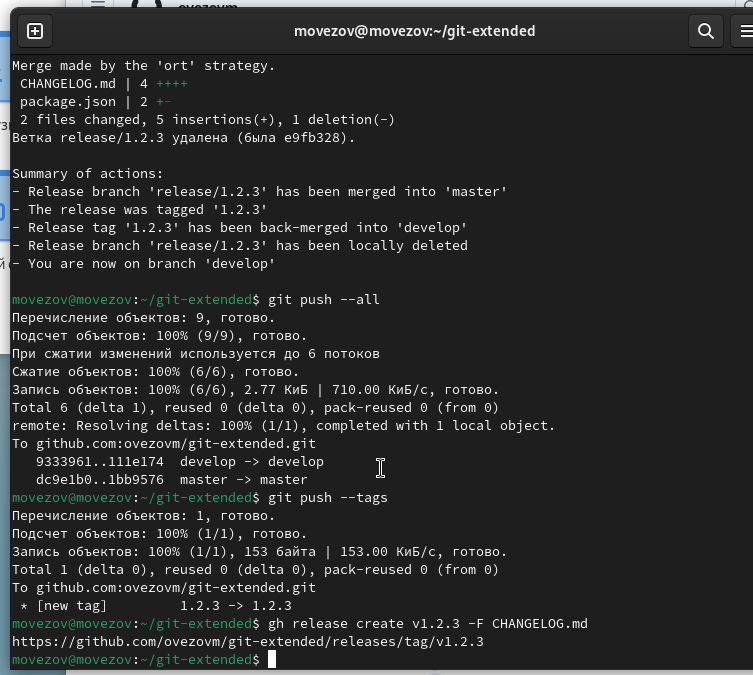 movezov@movezov:~/git-extended
Merge made by the 'ort' strategy.
CHANGELOG.md | 4 ++++
package.json | 2 +-
2 files changed, 5 insertions(+), 1 deletion(-)
Ветка release/1.2.3 удалена (была e9fb328).
Summary of actions:
- Release branch 'release/1.2.3' has been merged into 'master'
- The release was tagged '1.2.3'
- Release tag '1.2.3' has been back-merged into 'develop'
- Release branch 'release/1.2.3' has been locally deleted
- You are now on branch 'develop'
movezov@movezov:~/git-extended$ git push --all
Перечисление объектов: 9, готово.
Подсчет объектов: 100% (9/9), готово.
При сжатии изменений используется до 6 потоков
Сжатие объектов: 100% (6/6), готово.
Запись объектов: 100% (6/6), 2.77 КиБ | 710.00 КиБ/с, готово.
Total 6 (delta 1), reused 0 (delta 0), pack-reused 0 (from 0)
remote: Resolving deltas: 100% (1/1), completed with 1 local object.
To github.com:ovezovm/git-extended.git
9333961..111e174  develop -> develop
dc9e1b0..1bb9576  master -> master
movezov@movezov:~/git-extended$ git push --tags
Перечисление объектов: 1, готово.
Подсчет объектов: 100% (1/1), готово.
Запись объектов: 100% (1/1), 153 байта | 153.00 КиБ/с, готово.
Total 1 (delta 0), reused 0 (delta 0), pack-reused 0 (from 0)
To github.com:ovezovm/git-extended.git
* [new tag]         1.2.3 -> 1.2.3
movezov@movezov:~/git-extended$ gh release create v1.2.3 -F CHANGELOG.md
https://github.com/ovezovm/git-extended/releases/tag/v1.2.3
movezov@movezov:~/git-extended$